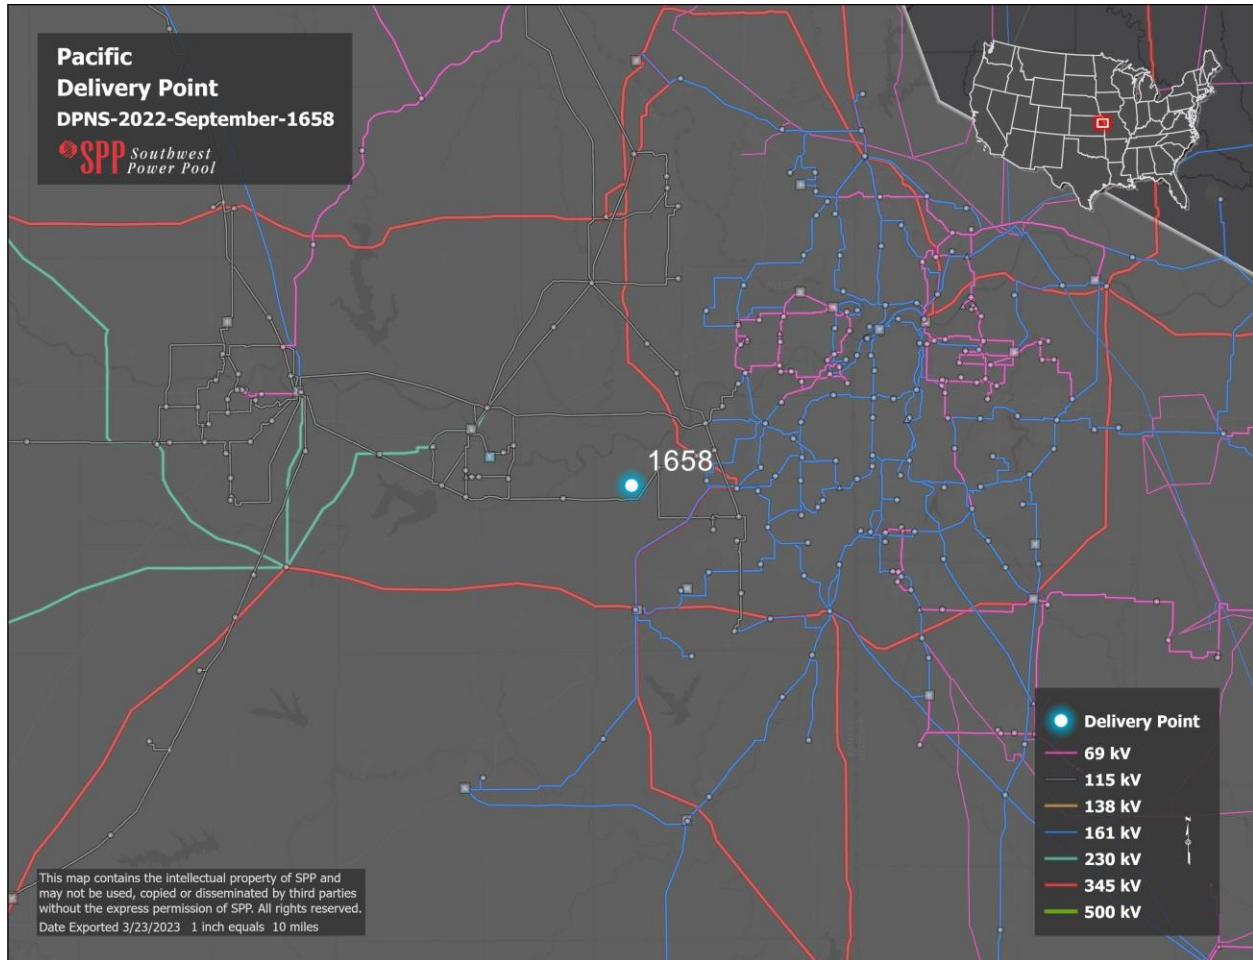 Pacific
Delivery Point
DPNS-2022-September-1658
SPP Southwest
Power Pool
1658
Delivery Point
69 kV
115 kV
138 kV
161 kV
230 kV
345 kV
500 kV
This map contains the intellectual property of SPP and
may not be used, copied or disseminated by third parties
without the express permission of SPP. All rights reserved.
Date Exported 3/23/2023 1 inch equals 10 miles